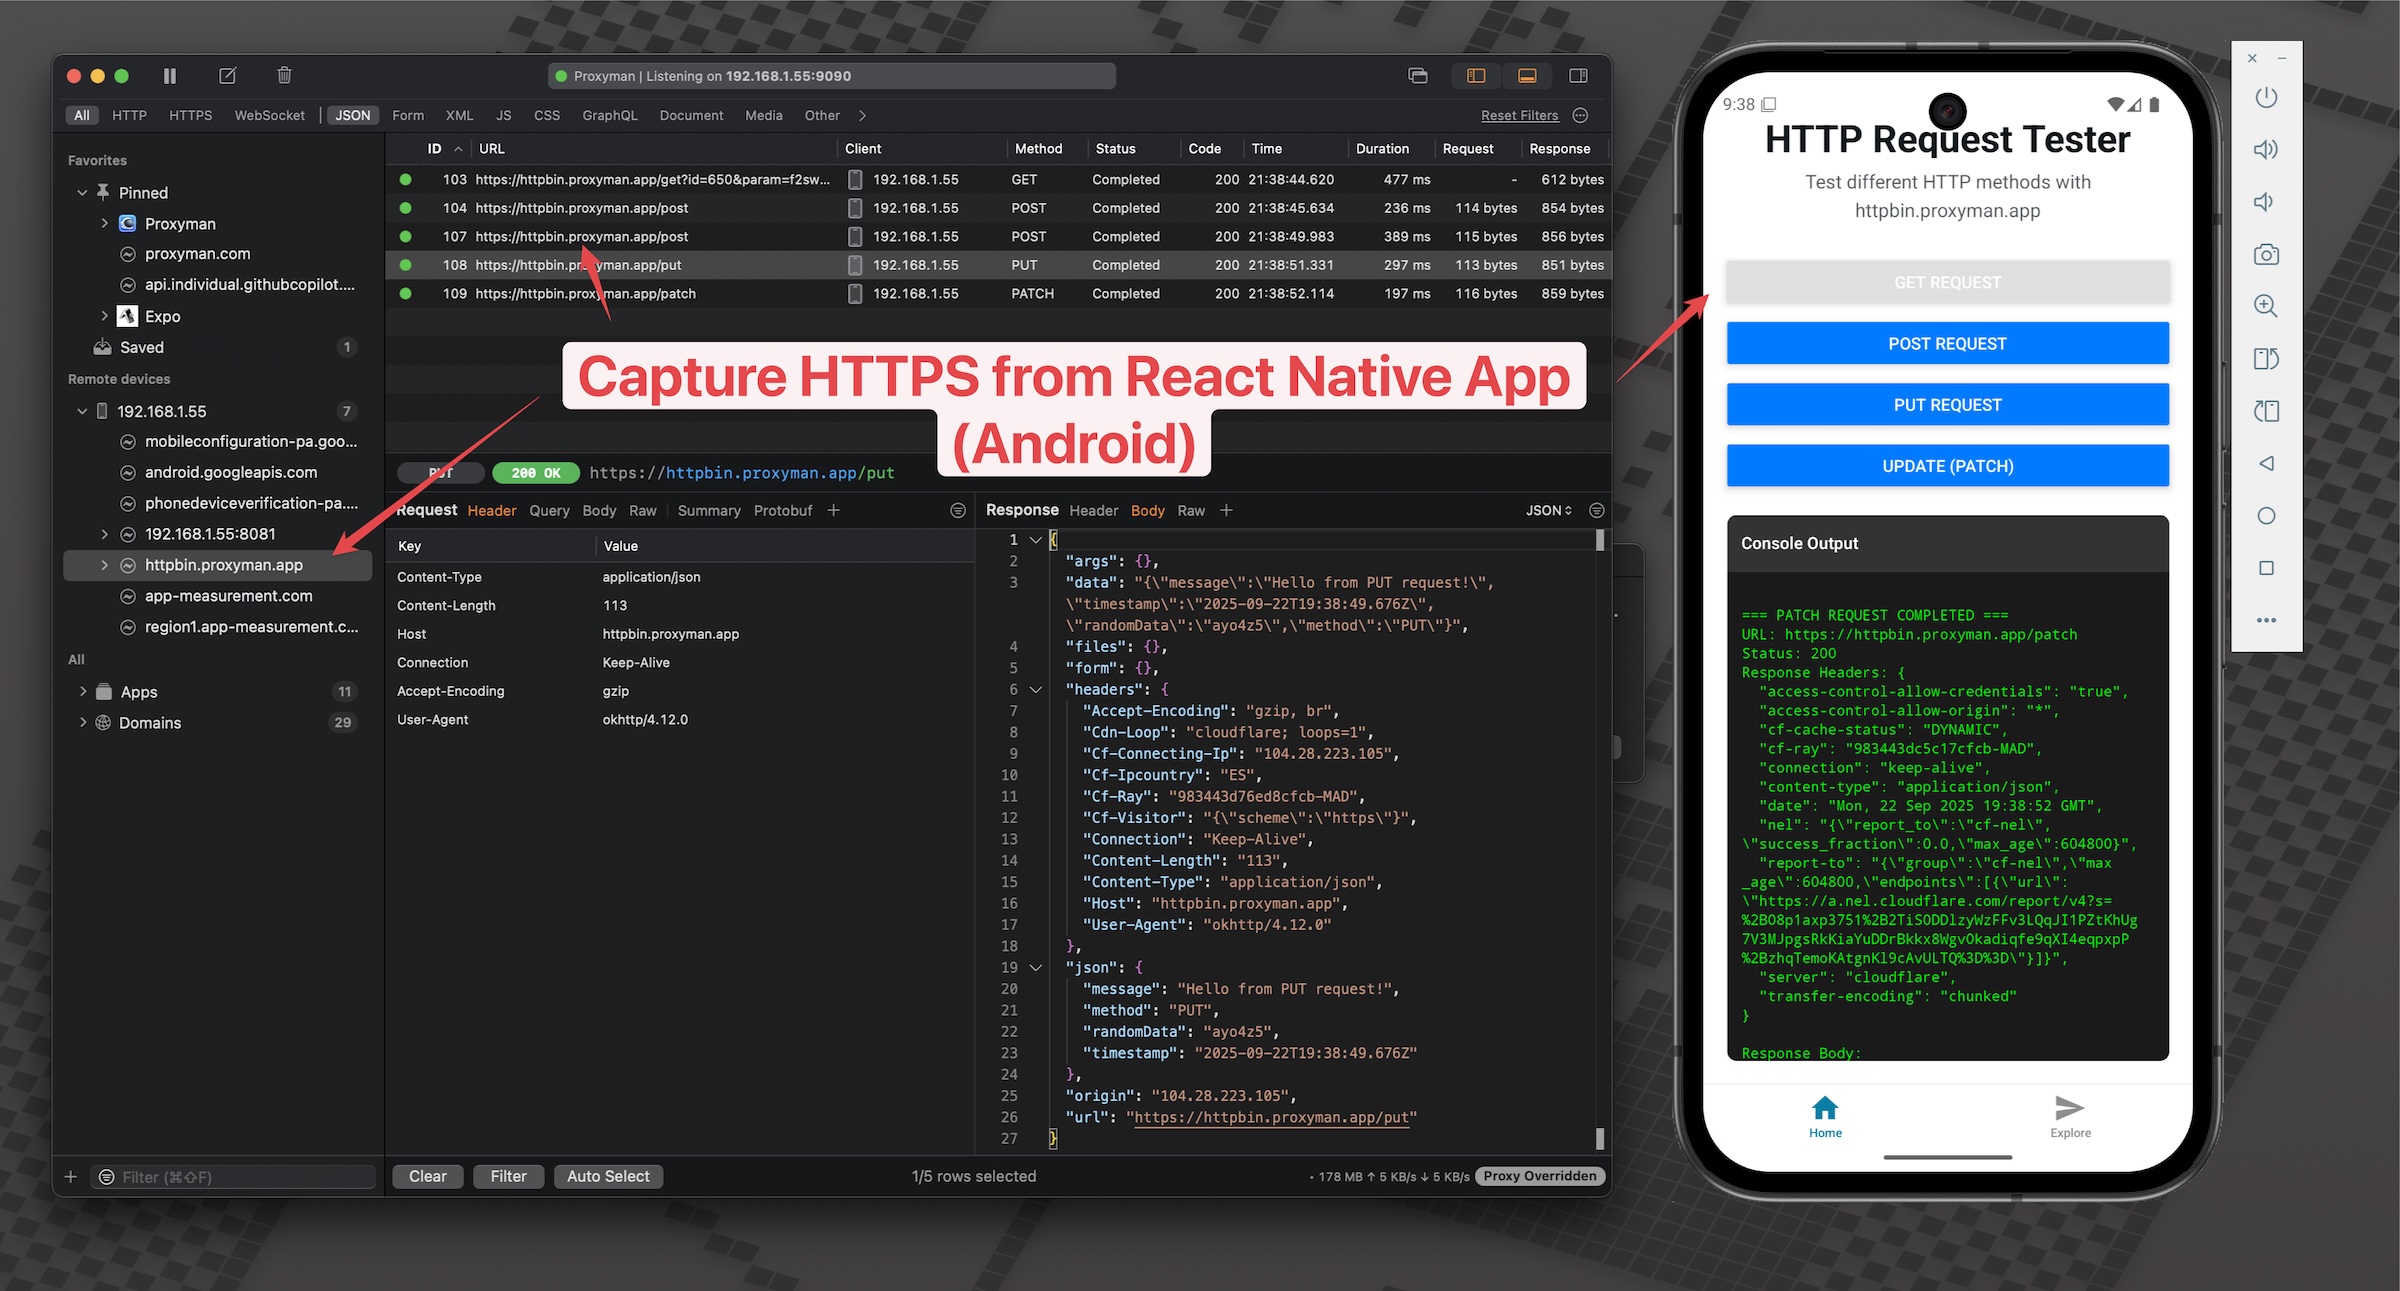 Proxyman | Listening on 192.168.1.55:9090
All HTTP HTTPS WebSocket JSON Form XML JS CSS GraphQL Document Media Other Reset Filters
Favorites
Pinned
Proxyman
proxyman.com
api.individual.githubcopilot....
Expo
Saved 1
Remote devices
192.168.1.55 7
mobileconfiguration-pa.goo...
android.googleapis.com
phonedeviceverification-pa....
192.168.1.55:8081
httpbin.proxyman.app
app-measurement.com
region1.app-measurement.c...
All
Apps 11
Domains 29
Filter (⌘⇧F)
ID URL Client Method Status Code Time Duration Request Response
103 https://httpbin.proxyman.app/get?id=650&param=f2sw... 192.168.1.55 GET Completed 200 21:38:44.620 477 ms - 612 bytes
104 https://httpbin.proxyman.app/post 192.168.1.55 POST Completed 200 21:38:45.634 236 ms 114 bytes 854 bytes
107 https://httpbin.proxyman.app/post 192.168.1.55 POST Completed 200 21:38:49.983 389 ms 115 bytes 856 bytes
108 https://httpbin.proxyman.app/put 192.168.1.55 PUT Completed 200 21:38:51.331 297 ms 113 bytes 851 bytes
109 https://httpbin.proxyman.app/patch 192.168.1.55 PATCH Completed 200 21:38:52.114 197 ms 116 bytes 859 bytes
Capture HTTPS from React Native App
(Android)
PUT 200 OK https://httpbin.proxyman.app/put
Request Header Query Body Raw Summary Protobuf +
Key Value
Content-Type application/json
Content-Length 113
Host httpbin.proxyman.app
Connection Keep-Alive
Accept-Encoding gzip
User-Agent okhttp/4.12.0
Response Header Body Raw + JSON
1 {
2 "args": {},
3 "data": "{\"message\":\"Hello from PUT request!\",
\"timestamp\":\"2025-09-22T19:38:49.676Z\",
\"randomData\":\"ayo4z5\",\"method\":\"PUT\"}",
4 "files": {},
5 "form": {},
6 "headers": {
7 "Accept-Encoding": "gzip, br",
8 "Cdn-Loop": "cloudflare; loops=1",
9 "Cf-Connecting-Ip": "104.28.223.105",
10 "Cf-Ipcountry": "ES",
11 "Cf-Ray": "983443d76ed8cfcb-MAD",
12 "Cf-Visitor": "{\"scheme\":\"https\"}",
13 "Connection": "Keep-Alive",
14 "Content-Length": "113",
15 "Content-Type": "application/json",
16 "Host": "httpbin.proxyman.app",
17 "User-Agent": "okhttp/4.12.0"
18 },
19 "json": {
20 "message": "Hello from PUT request!",
21 "method": "PUT",
22 "randomData": "ayo4z5",
23 "timestamp": "2025-09-22T19:38:49.676Z"
24 },
25 "origin": "104.28.223.105",
26 "url": "https://httpbin.proxyman.app/put"
27 }
Clear Filter Auto Select 1/5 rows selected • 178 MB ↑ 5 KB/s ↓ 5 KB/s Proxy Overridden
9:38
HTTP Request Tester
Test different HTTP methods with
httpbin.proxyman.app
GET REQUEST
POST REQUEST
PUT REQUEST
UPDATE (PATCH)
Console Output
=== PATCH REQUEST COMPLETED ===
URL: https://httpbin.proxyman.app/patch
Status: 200
Response Headers: {
"access-control-allow-credentials": "true",
"access-control-allow-origin": "*",
"cf-cache-status": "DYNAMIC",
"cf-ray": "983443dc5c17cfcb-MAD",
"connection": "keep-alive",
"content-type": "application/json",
"date": "Mon, 22 Sep 2025 19:38:52 GMT",
"nel": "{\"report_to\":\"cf-nel\",
\"success_fraction\":0.0,\"max_age\":604800}",
"report-to": "{\"group\":\"cf-nel\",\"max
_age\":604800,\"endpoints\":[{\"url\":
\"https://a.nel.cloudflare.com/report/v4?s=
%2BO8p1axp3751%2B2TiSODDlzyWzFFv3LQqJI1PZtKhUg
7V3MJpgsRkKiaYuDDrBkkx8WgvOkadiqfe9qXI4eqpxpP
%2BzhqTemoKAtgnKl9cAvULTQ%3D%3D\"}]}",
"server": "cloudflare",
"transfer-encoding": "chunked"
}
Response Body:
Home Explore